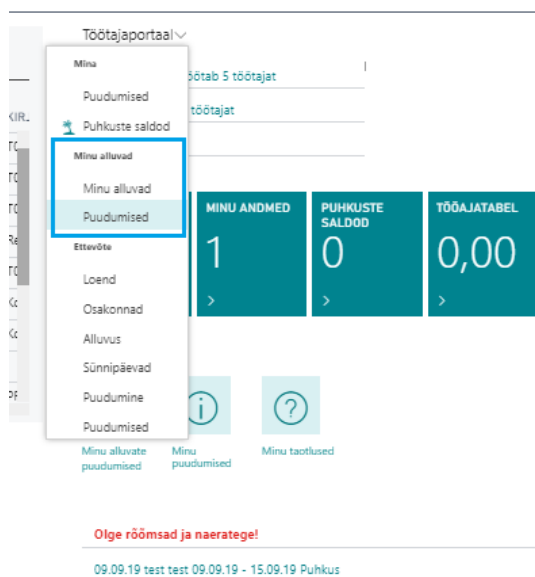 Töötajaportaal
Mina
öötab 5 töötajat
Puudumised
töötajat
KIR.
Puhkuste saldod
Minu alluvad
Minu alluvad
Puudumised
MINU ANDMED
1
PUHKUSTE
SALDOD
0
TÖÖAJATABEL
0,00
Ettevõte
Loend
Osakonnad
Alluvus
Sünnipäevad
Puudumine
Puudumised
Minu alluvate
puudumised
Minu
puudumised
Minu taotlused
Olge rõõmsad ja naeratege!
09.09.19 test test 09.09.19 - 15.09.19 Puhkus